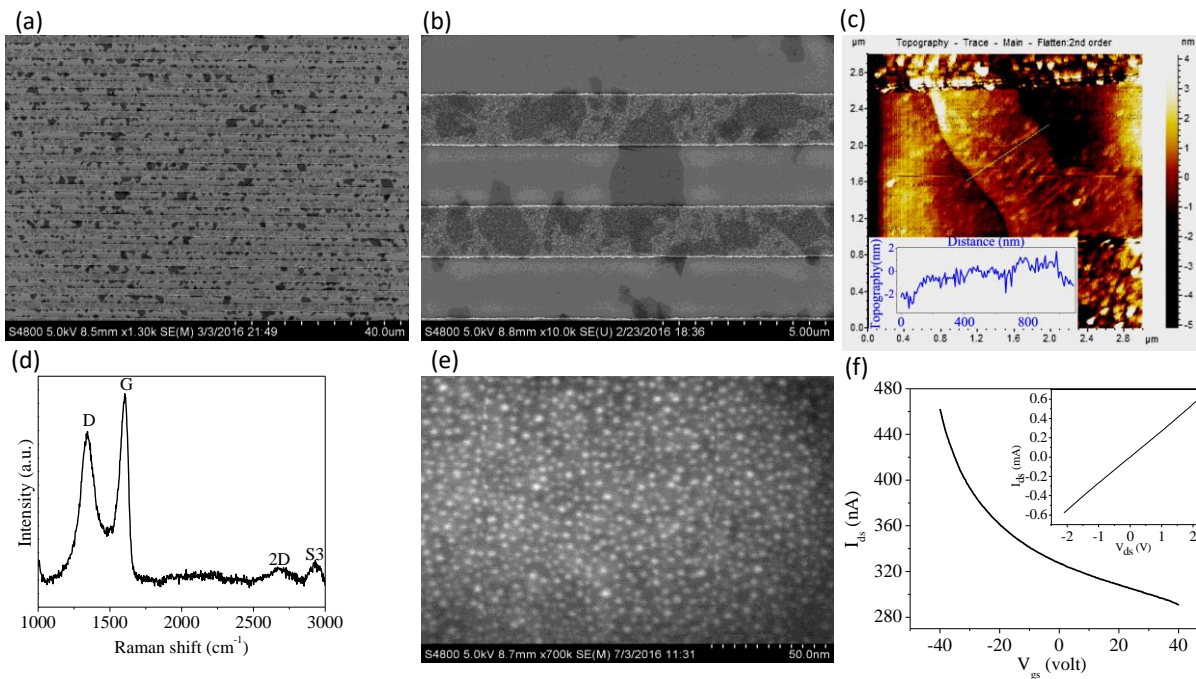 (a)
S4800 5.0kV 8.5mm x1.30k SE(M) 3/3/2016 21:49
40.0um
(b)
S4800 5.0kV 8.8mm x10.0k SE(U) 2/23/2016 18:36
5.00um
(c)
µm Topography - Trace - Main - Flatten:2nd order nm
2.8
2.4
2.0
1.6
1.2
0.8
0.4
0.0
4
3
2
1
0
-1
-2
-3
-4
-5
Distance (nm)
Topography(nm)
2
0
-2
0 400 800
0.4 0.8 1.2 1.6 2.0 2.4 2.8 µm
(d)
D
G
2D
S3
Intensity (a.u.)
1000 1500 2000 2500 3000
Raman shift (cm-1)
(e)
S4800 5.0kV 8.7mm x700k SE(M) 7/3/2016 11:31
50.0nm
(f)
480
440
400
360
320
280
Ids (nA)
-40 -20 0 20 40
Vgs (volt)
0.6
0.4
0.2
0.0
-0.2
-0.4
-0.6
Ids (mA)
-2 -1 0 1 2
Vds (V)